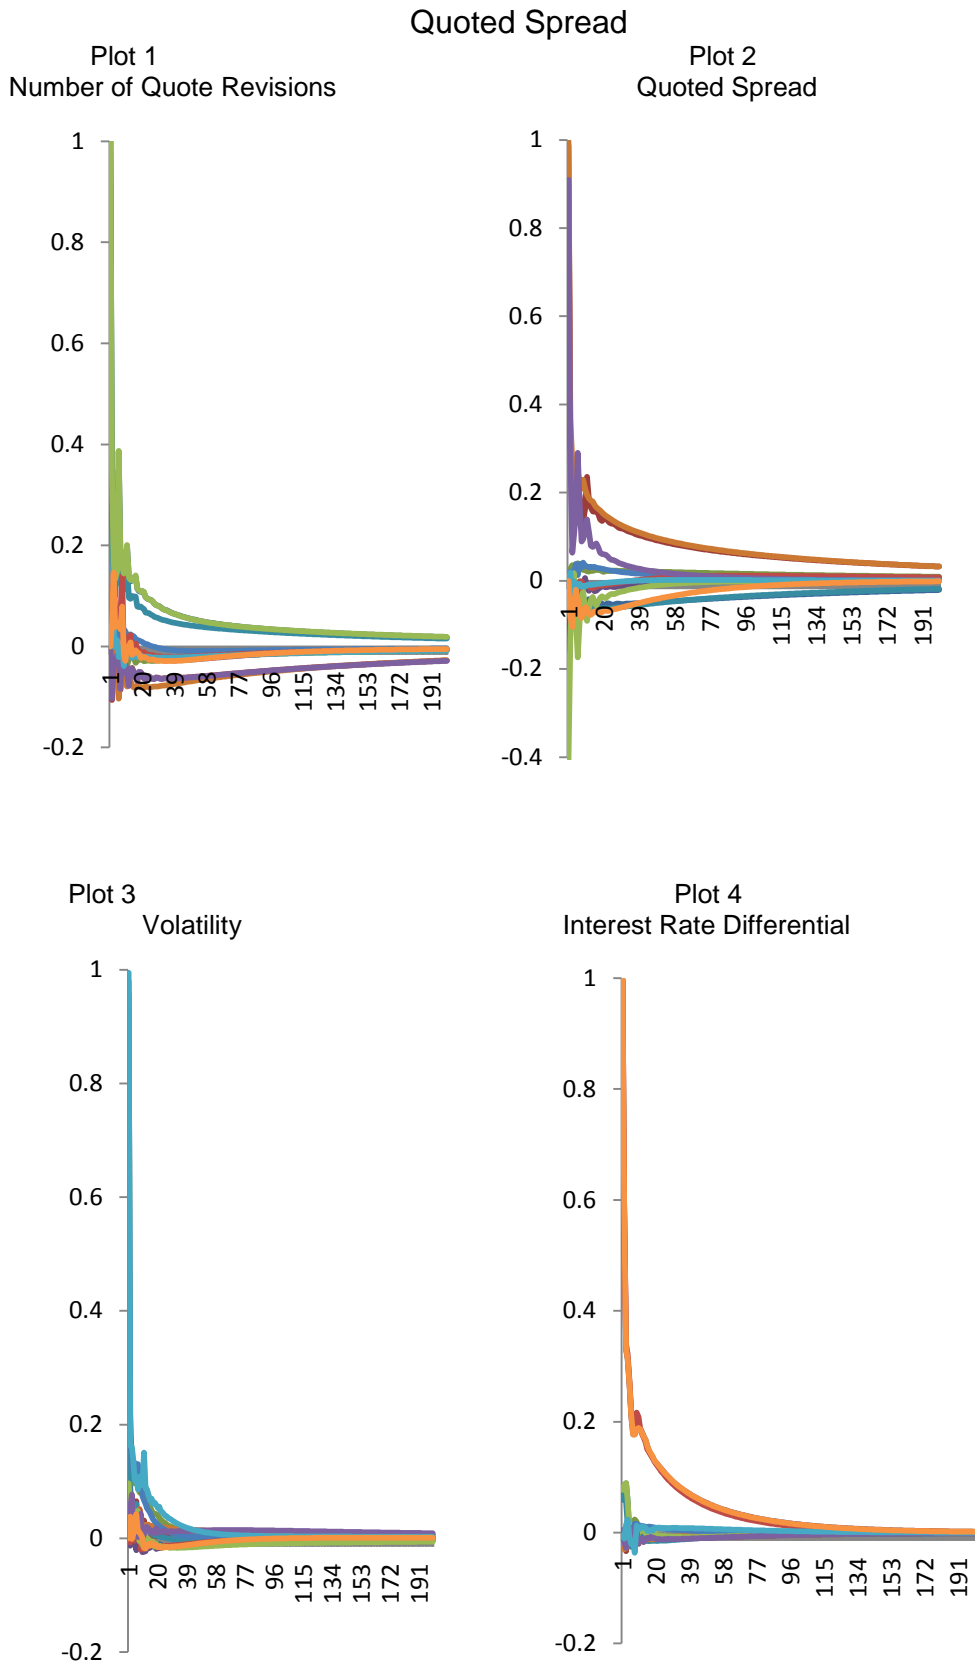 Quoted Spread
Plot 1
Number of Quote Revisions
1
0.8
0.6
0.4
0.2
0
-0.2
1 20 39 58 77 96 115 134 153 172 191
Plot 2
Quoted Spread
1
0.8
0.6
0.4
0.2
0
-0.2
-0.4
1 20 39 58 77 96 115 134 153 172 191
Plot 3
Volatility
1
0.8
0.6
0.4
0.2
0
-0.2
1 20 39 58 77 96 115 134 153 172 191
Plot 4
Interest Rate Differential
1
0.8
0.6
0.4
0.2
0
-0.2
1 20 39 58 77 96 115 134 153 172 191